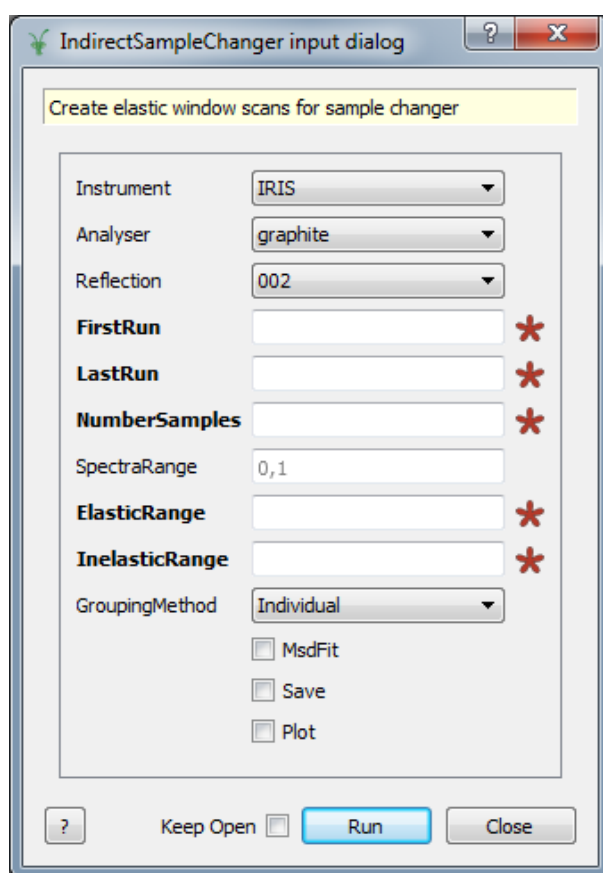 IndirectSampleChanger input dialog ? X
Create elastic window scans for sample changer
Instrument IRIS
Analyser graphite
Reflection 002
FirstRun *
LastRun *
NumberSamples *
SpectraRange 0,1
ElasticRange *
InelasticRange *
GroupingMethod Individual
MsdFit
Save
Plot
? Keep Open Run Close